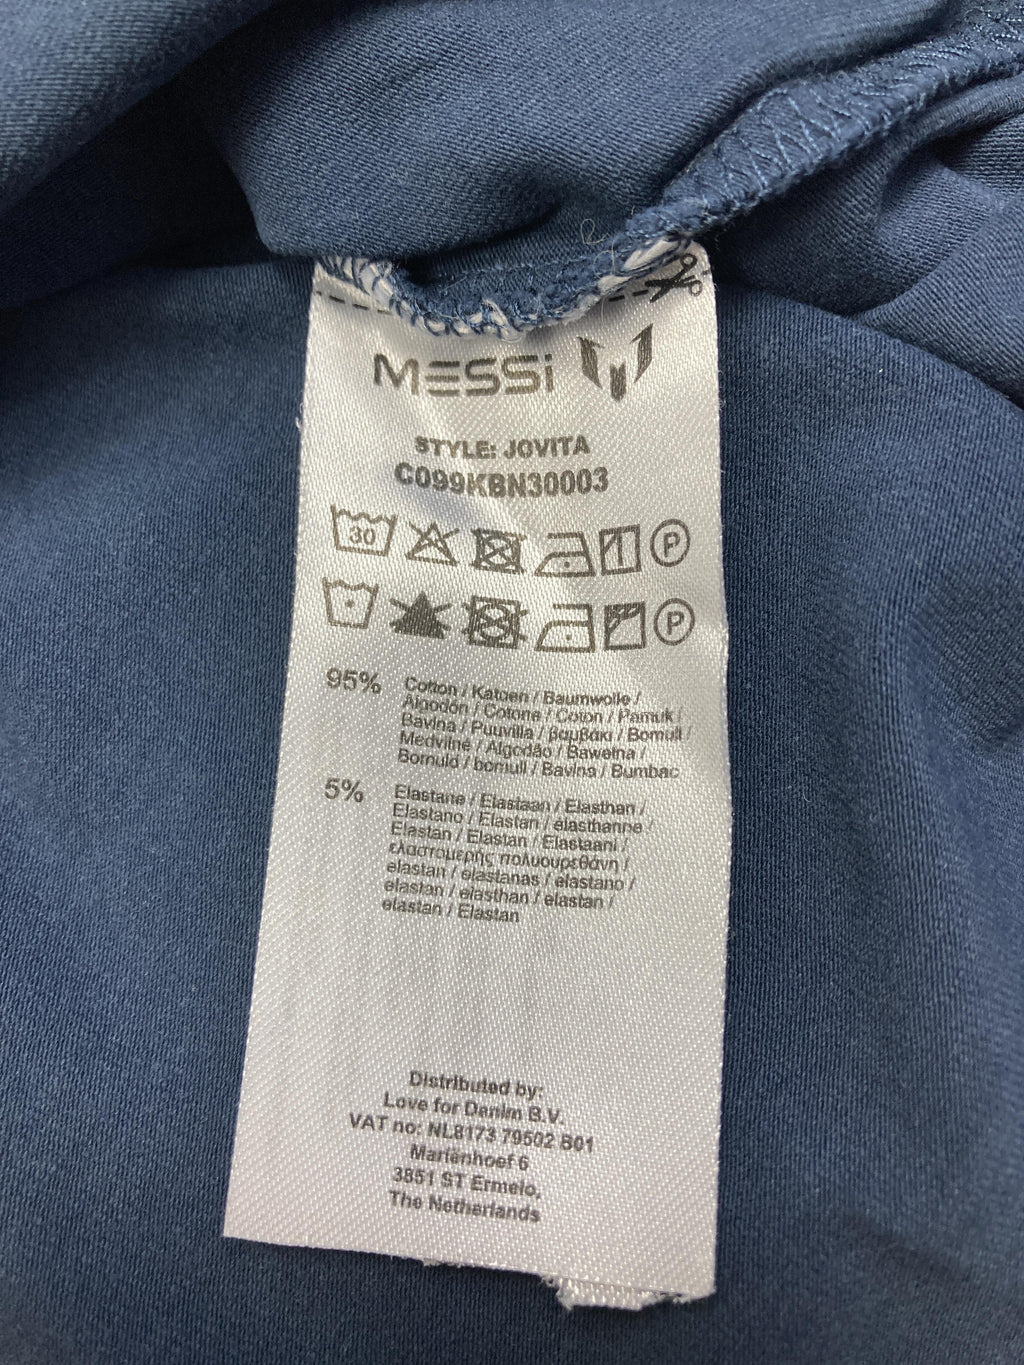 MESSi
STYLE: JOVITA
C099KBN30003
30
P
P
95% Cotton / Katoen / Baumwolle /
Algodón / Cotone / Coton / Pamuk /
Bavlna / Puuvilla / βαμβάκι / Bomull /
Medvilnė / Algodão / Bawełna /
Bomuld / bomull / Bavlna / Bumbac
5% Elastane / Elastaan / Elasthan /
Elastano / Elastan / élasthanne /
Elastan / Elastan / Elastaani /
ελαστομερής πολυουρεθάνη /
elastan / elastanas / elastano /
elastan / elasthan / elastan /
elastan / Elastan
Distributed by:
Love for Denim B.V.
VAT no: NL8173 79502 B01
Mariënhoef 6
3851 ST Ermelo,
The Netherlands